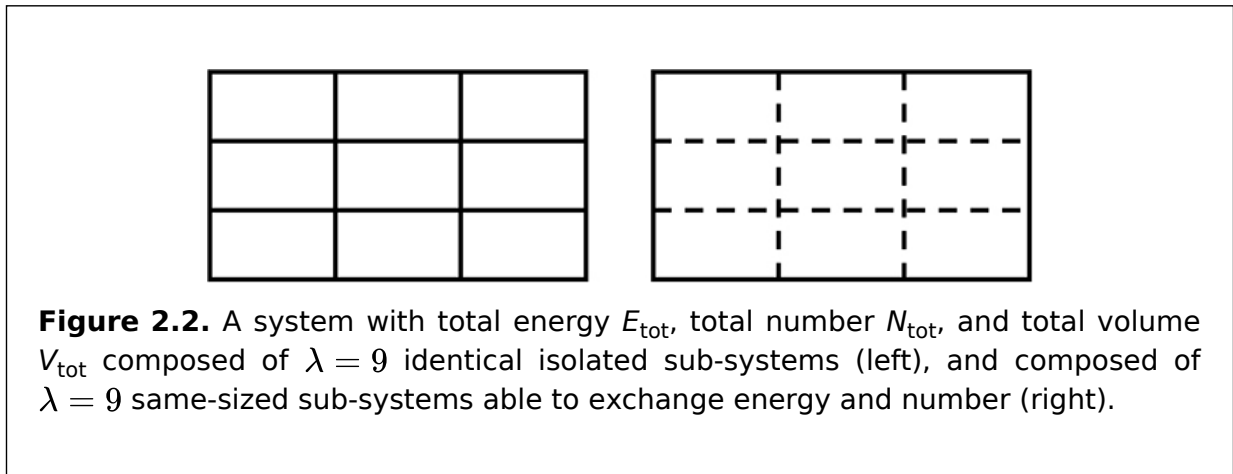 Figure 2.2. A system with total energy E_tot, total number N_tot, and total volume
V_tot composed of λ = 9 identical isolated sub-systems (left), and composed of
λ = 9 same-sized sub-systems able to exchange energy and number (right).